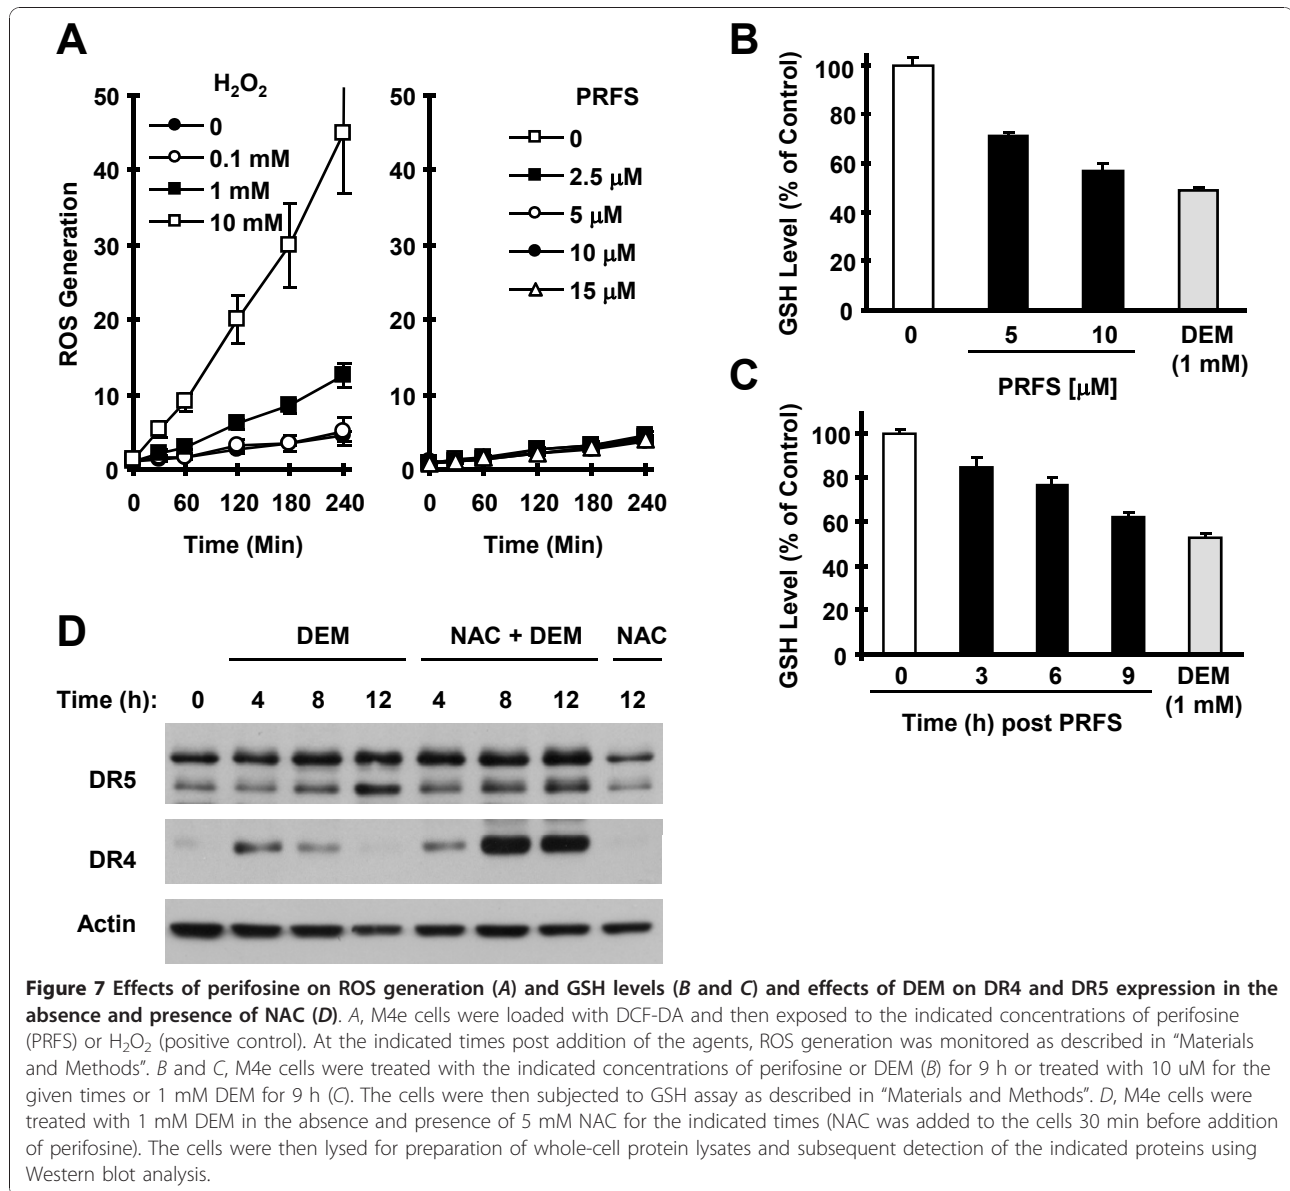 A
H₂O₂
0
0.1 mM
1 mM
10 mM
50
40
30
20
10
0
ROS Generation
0 60 120 180 240
Time (Min)
PRFS
0
2.5 µM
5 µM
10 µM
15 µM
50
40
30
20
10
0
0 60 120 180 240
Time (Min)
B
GSH Level (% of Control)
100
80
60
40
20
0
0 5 10 DEM
(1 mM)
PRFS [µM]
C
GSH Level (% of Control)
100
80
60
40
20
0
0 3 6 9 DEM
(1 mM)
Time (h) post PRFS
D
DEM NAC + DEM NAC
Time (h): 0 4 8 12 4 8 12 12
DR5
DR4
Actin
Figure 7 Effects of perifosine on ROS generation (A) and GSH levels (B and C) and effects of DEM on DR4 and DR5 expression in the
absence and presence of NAC (D). A, M4e cells were loaded with DCF-DA and then exposed to the indicated concentrations of perifosine
(PRFS) or H₂O₂ (positive control). At the indicated times post addition of the agents, ROS generation was monitored as described in “Materials
and Methods”. B and C, M4e cells were treated with the indicated concentrations of perifosine or DEM (B) for 9 h or treated with 10 uM for the
given times or 1 mM DEM for 9 h (C). The cells were then subjected to GSH assay as described in “Materials and Methods”. D, M4e cells were
treated with 1 mM DEM in the absence and presence of 5 mM NAC for the indicated times (NAC was added to the cells 30 min before addition
of perifosine). The cells were then lysed for preparation of whole-cell protein lysates and subsequent detection of the indicated proteins using
Western blot analysis.